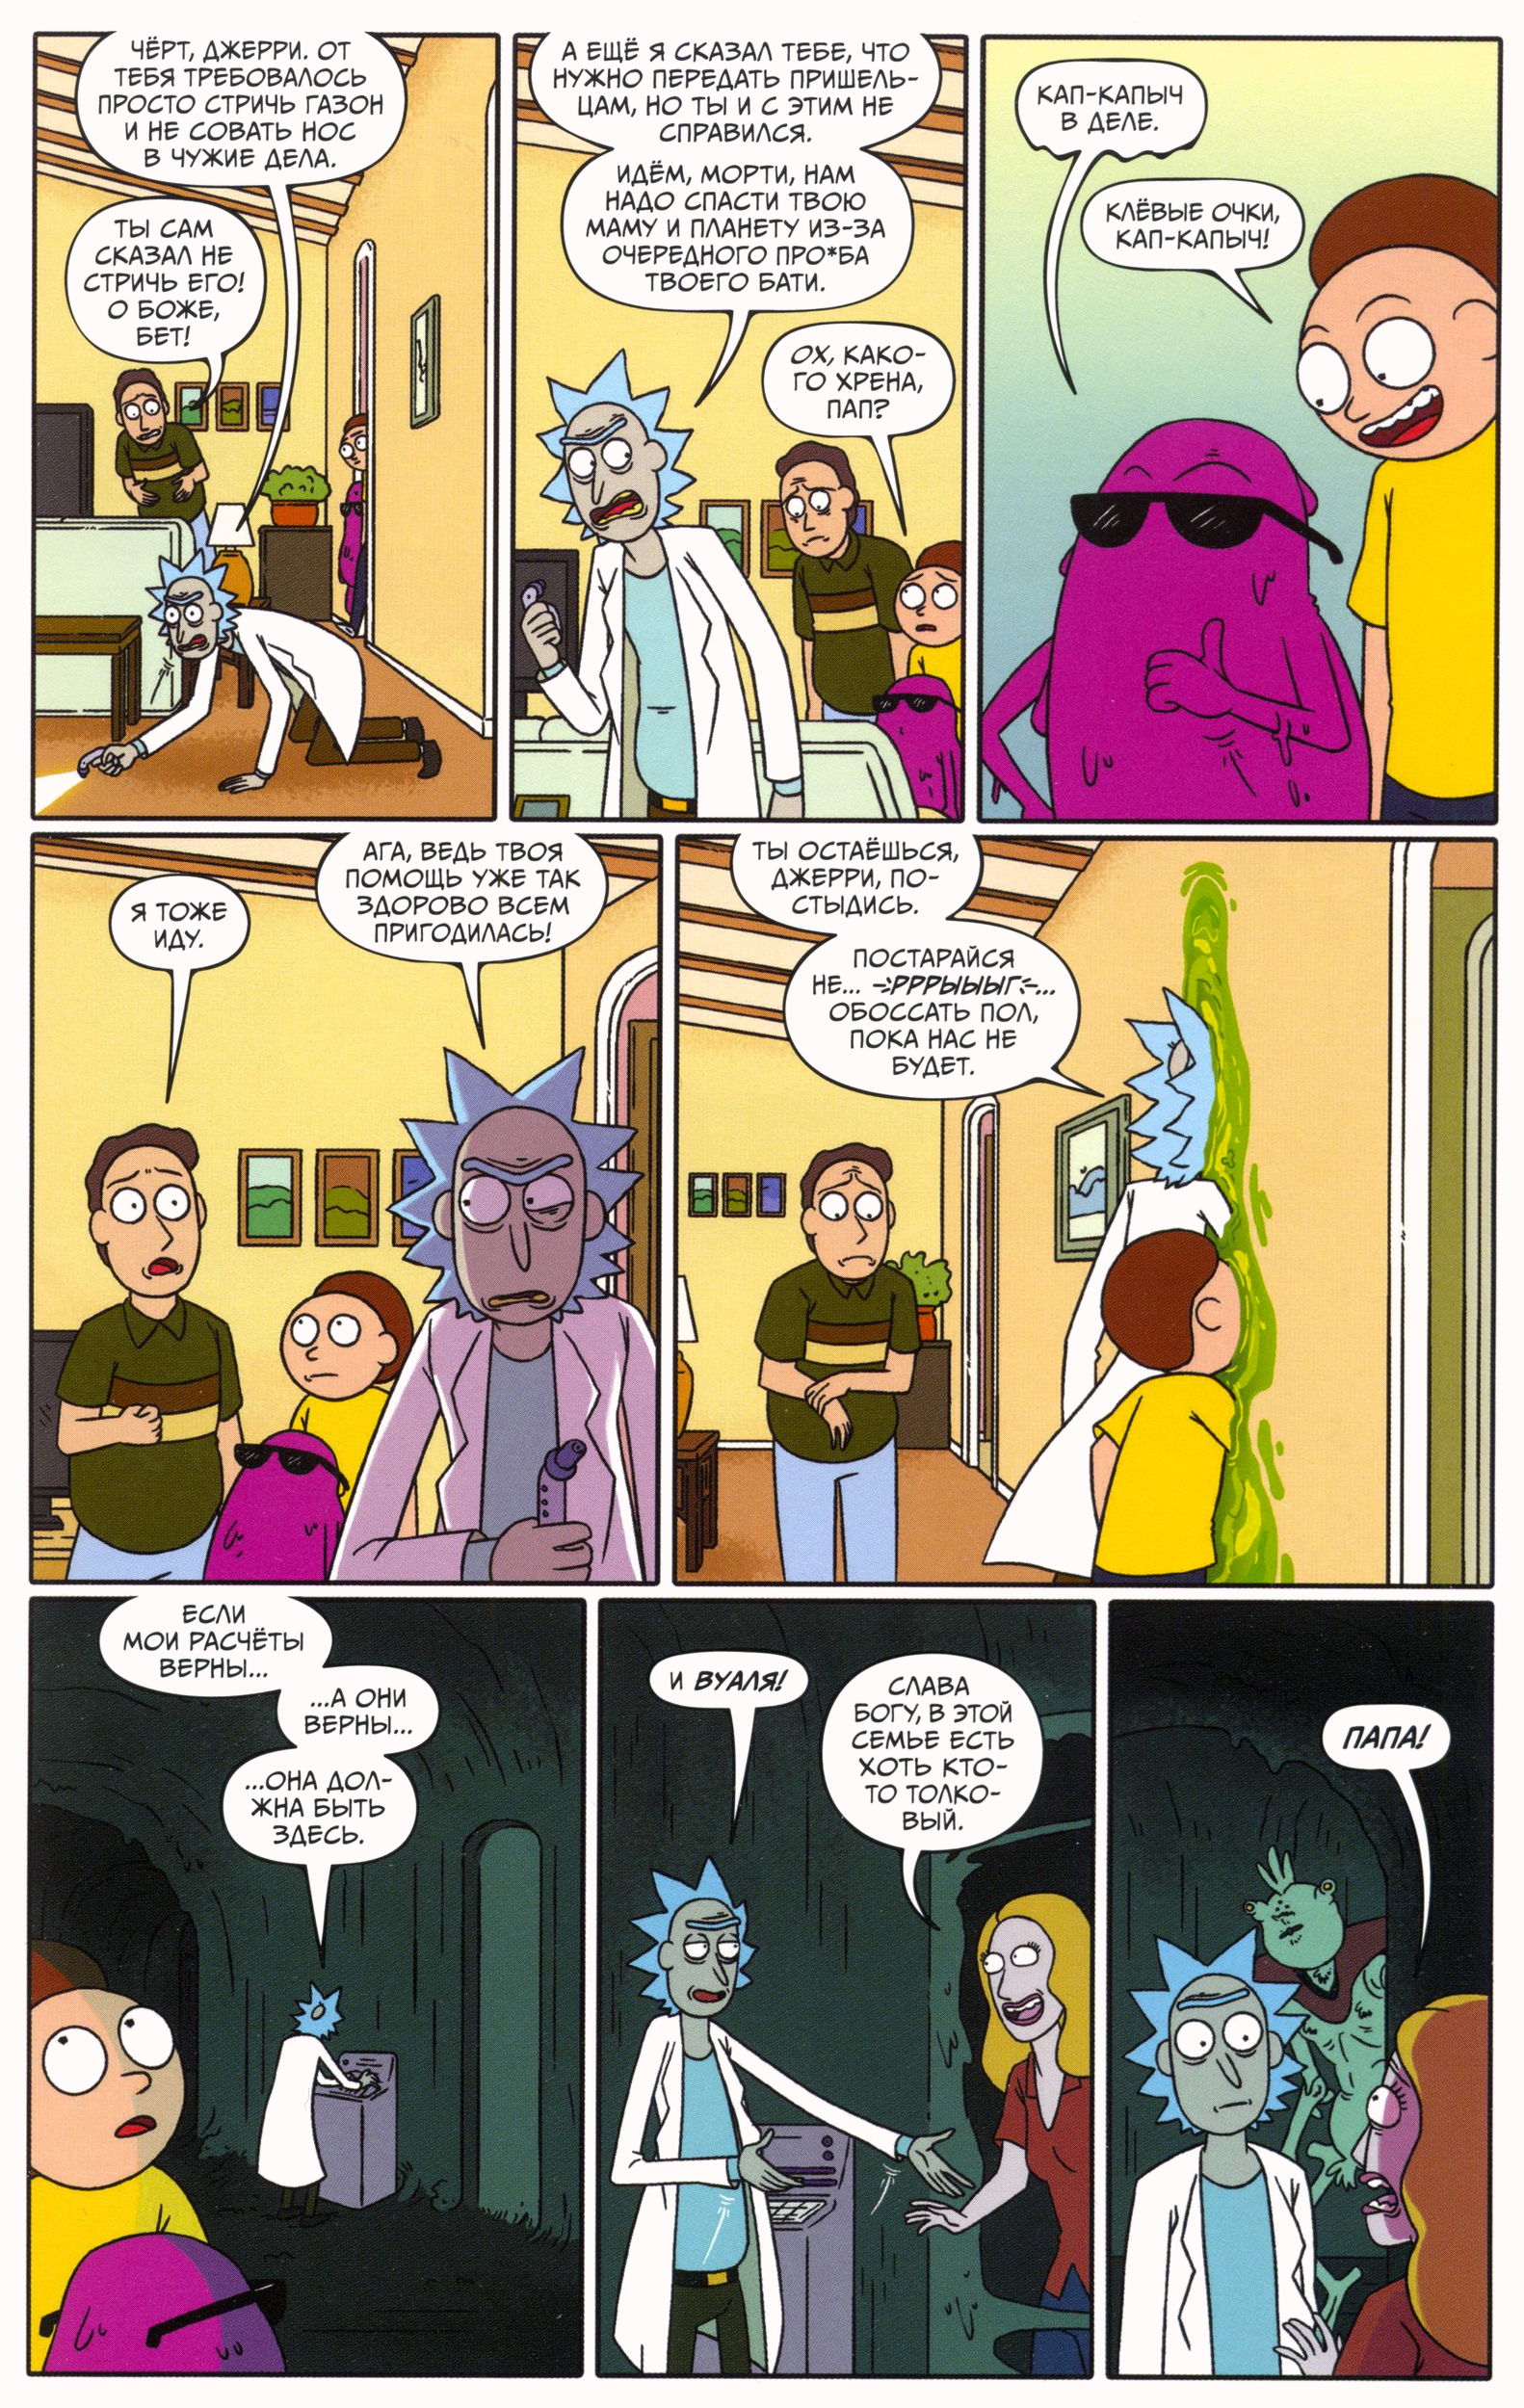 ЧЁРТ, ДЖЕРРИ. ОТ
ТЕБЯ ТРЕБОВАЛОСЬ
ПРОСТО СТРИЧЬ ГАЗОН
И НЕ СОВАТЬ НОС
В ЧУЖИЕ ДЕЛА.
ТЫ САМ
СКАЗАЛ НЕ
СТРИЧЬ ЕГО!
О БОЖЕ,
БЕТ!
А ЕЩЁ Я СКАЗАЛ ТЕБЕ, ЧТО
НУЖНО ПЕРЕДАТЬ ПРИШЕЛЬ-
ЦАМ, НО ТЫ И С ЭТИМ НЕ
СПРАВИЛСЯ.
ИДЁМ, МОРТИ, НАМ
НАДО СПАСТИ ТВОЮ
МАМУ И ПЛАНЕТУ ИЗ-ЗА
ОЧЕРЕДНОГО ПРО*БА
ТВОЕГО БАТИ.
ОХ, КАКО-
ГО ХРЕНА,
ПАП?
КАП-КАПЫЧ
В ДЕЛЕ.
КЛЁВЫЕ ОЧКИ,
КАП-КАПЫЧ!
Я ТОЖЕ
ИДУ.
АГА, ВЕДЬ ТВОЯ
ПОМОЩЬ УЖЕ ТАК
ЗДОРОВО ВСЕМ
ПРИГОДИЛАСЬ!
ТЫ ОСТАЁШЬСЯ,
ДЖЕРРИ, ПО-
СТЫДИСЬ.
ПОСТАРАЙСЯ
НЕ... РРРЫЫЫГ...
ОБОССАТЬ ПОЛ,
ПОКА НАС НЕ
БУДЕТ.
ЕСЛИ
МОИ РАСЧЁТЫ
ВЕРНЫ...
...А ОНИ
ВЕРНЫ...
...ОНА ДОЛ-
ЖНА БЫТЬ
ЗДЕСЬ.
И ВУАЛЯ!
СЛАВА
БОГУ, В ЭТОЙ
СЕМЬЕ ЕСТЬ
ХОТЬ КТО-
ТО ТОЛКО-
ВЫЙ.
ПАПА!